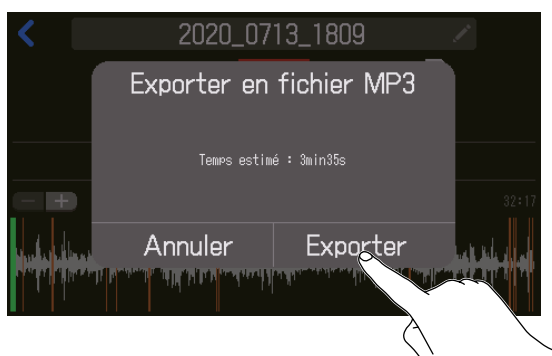 2020_0713_1809
Exporter en fichier MP3
Temps estimé : 3min35s
32:17
Annuler
Exporter